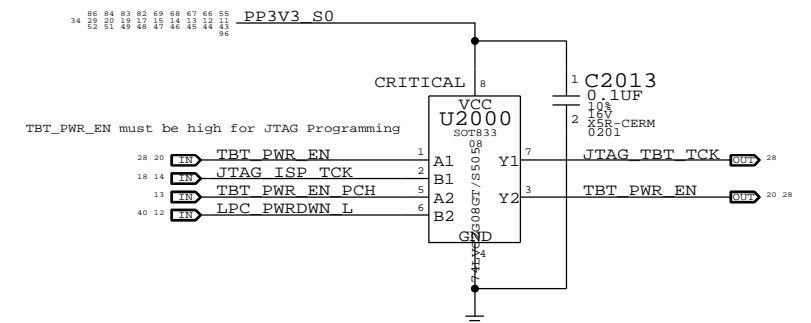 86 84 83 82 69 68 67 66 55
34 29 20 19 17 15 14 13 12 11
52 51 49 48 47 46 45 44 43
96
PP3V3_S0
CRITICAL
8
VCC
U2000
SOT833
08
1
C2013
0.1UF
10%
16V
2
X5R-CERM
0201
TBT_PWR_EN must be high for JTAG Programming
28 20 IN TBT_PWR_EN 1 A1
18 14 IN JTAG_ISP_TCK 2 B1
13 IN TBT_PWR_EN_PCH 5 A2
40 12 IN LPC_PWRDWN_L 6 B2
Y1 7 JTAG_TBT_TCK OUT 28
Y2 3 TBT_PWR_EN OUT 20 28
GND
4